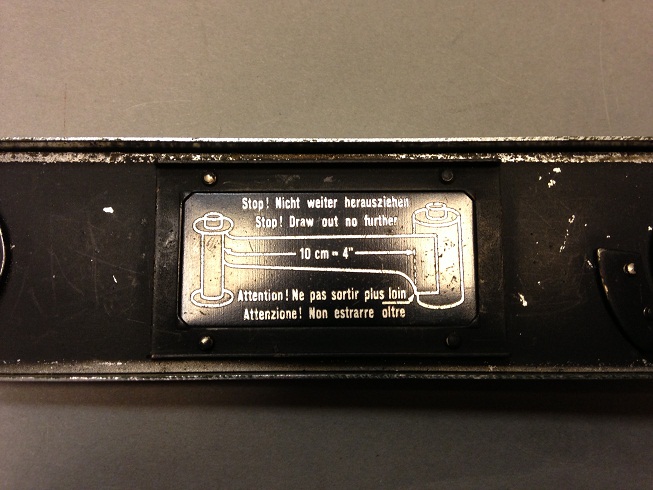 Stop! Nicht weiter herausziehen
Stop! Draw out no further
10 cm = 4"
Attention! Ne pas sortir plus loin
Attenzione! Non estrarre oltre